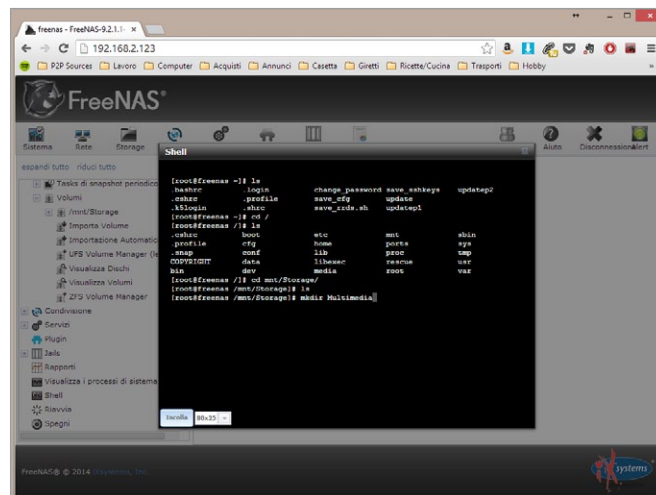 freenas - FreeNAS-9.2.1.1-
192.168.2.123
P2P Sources Lavoro Computer Acquisti Annunci Casetta Giretti Ricette/Cucina Trasporti Hobby
FreeNAS®
Sistema Rete Storage Aiuto Disconnessione Alert
espandi tutto riduci tutto
Tasks di snapshot periodico
Volumi
/mnt/Storage
Importa Volume
Importazione Automatic
UFS Volume Manager (le
Visualizza Dischi
Visualizza Volumi
ZFS Volume Manager
Condivisione
Servizi
Plugin
Jails
Rapporti
Visualizza i processi di sistema
Shell
Riavvia
Spegni
Shell
[root@freenas ~]# ls
.bashrc .login change_password save_sshkeys updatep2
.cshrc .profile save_cfg update
.k5login .shrc save_rrds.sh updatep1
[root@freenas ~]# cd /
[root@freenas /]# ls
.cshrc boot etc mnt sbin
.profile cfg home ports sys
.snap conf lib proc tmp
COPYRIGHT data libexec rescue usr
bin dev media root var
[root@freenas /]# cd mnt/Storage/
[root@freenas /mnt/Storage]# ls
[root@freenas /mnt/Storage]# mkdir Multimedia
Incolla 80x25
FreeNAS® © 2014 iXsystems, Inc.
iX systems